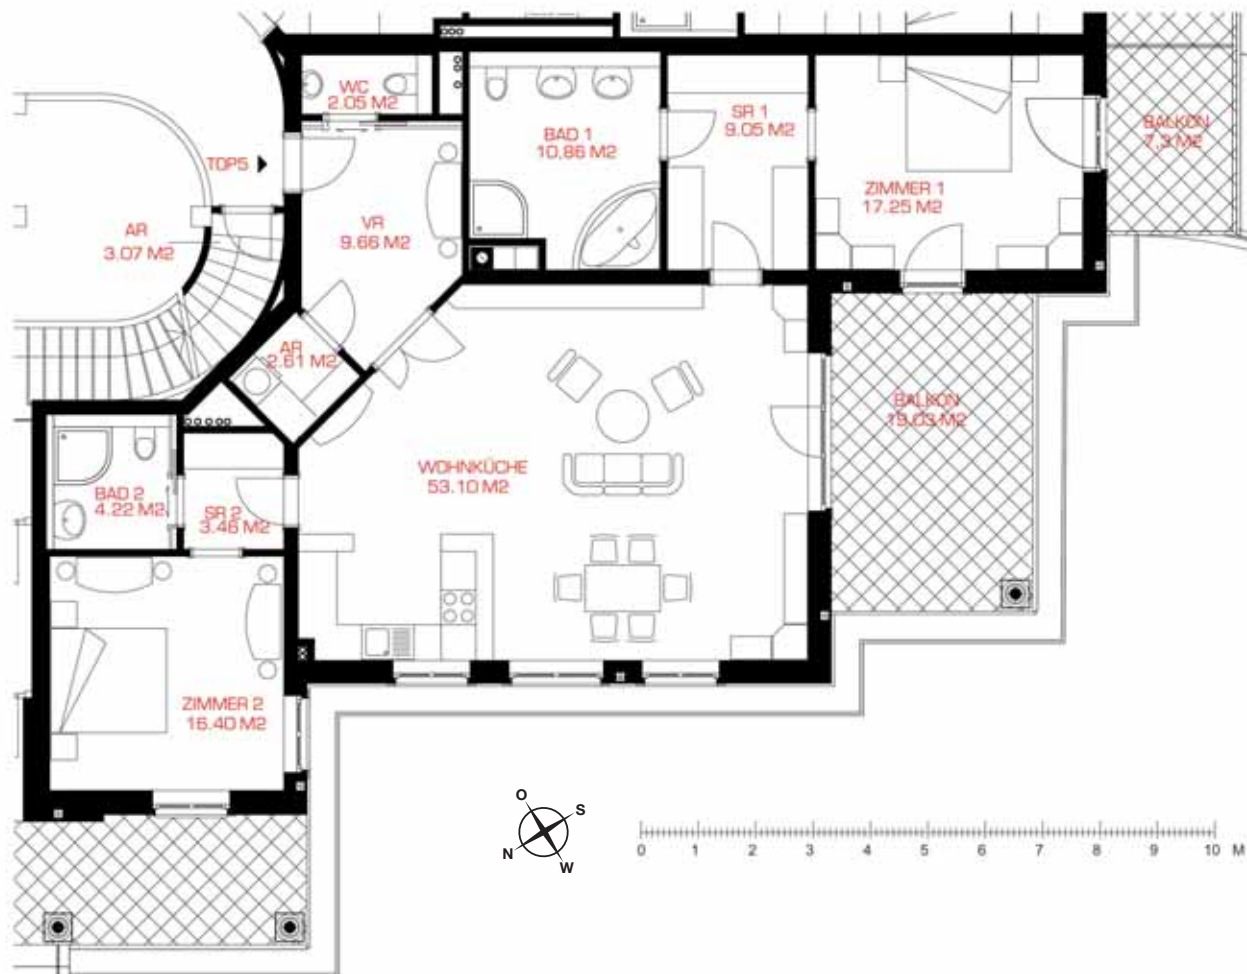 WC
2.05 M2
BAD 1
10,86 M2
SR 1
9.05 M2
BALKON
7,3 M2
TOP5
ZIMMER 1
17.25 M2
AR
3.07 M2
VR
9.66 M2
AR
2.61 M2
BALKON
19.03 M2
WOHNKÜCHE
53.10 M2
BAD 2
4.22 M2
SR 2
3.46 M2
ZIMMER 2
16.40 M2
O
S
N
W
0 1 2 3 4 5 6 7 8 9 10 M